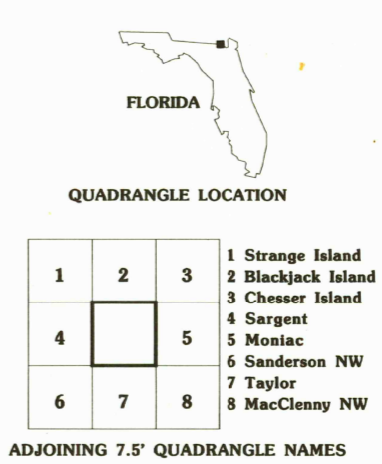 FLORIDA
QUADRANGLE LOCATION
1 2 3
4 5
6 7 8
1 Strange Island
2 Blackjack Island
3 Chesser Island
4 Sargent
5 Moniac
6 Sanderson NW
7 Taylor
8 MacClenny NW
ADJOINING 7.5' QUADRANGLE NAMES